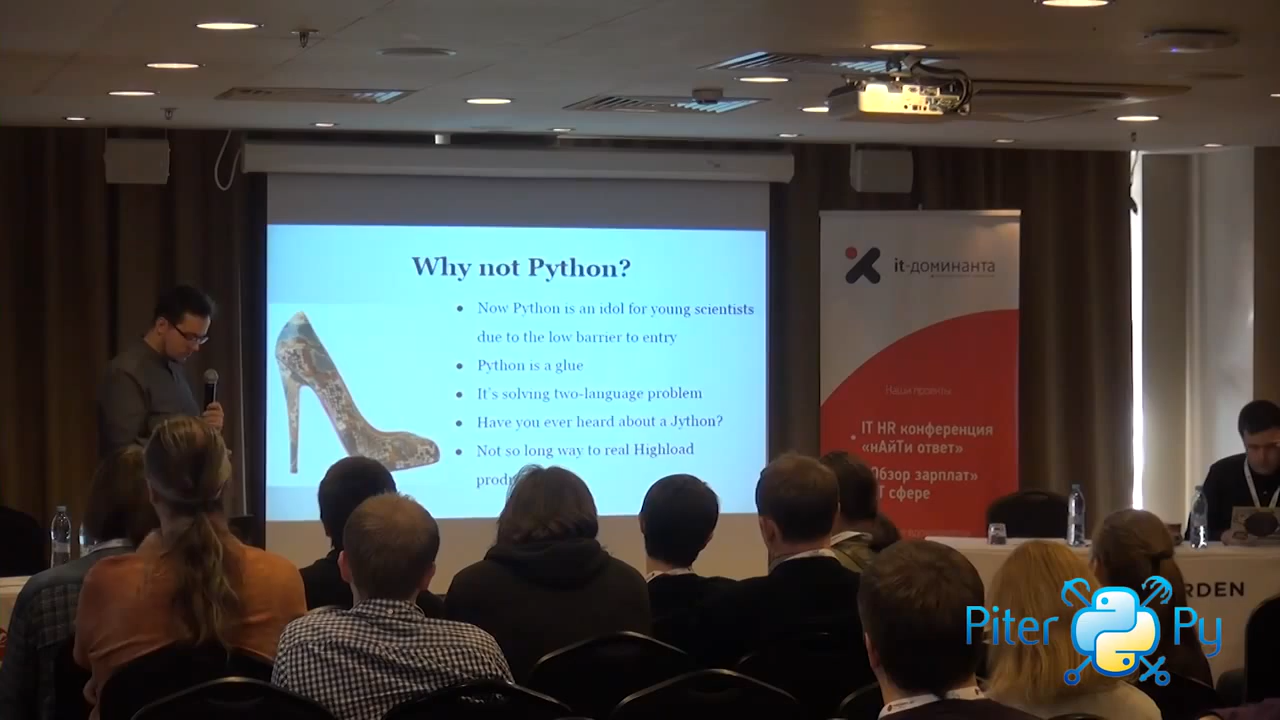 Why not Python?
● Now Python is an idol for young scientists
due to the low barrier to entry
● Python is a glue
● It's solving two-language problem
● Have you ever heard about a Jython?
● Not so long way to real Highload
it-доминанта
Наши проекты
IT HR конференция
«нАйТи ответ»
Обзор зарплат»
сфере
RDEN
Piter Py